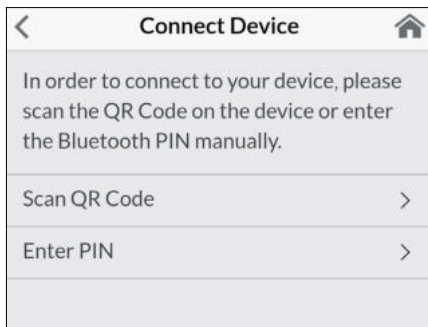 Connect Device
In order to connect to your device, please
scan the QR Code on the device or enter
the Bluetooth PIN manually.
Scan QR Code
Enter PIN